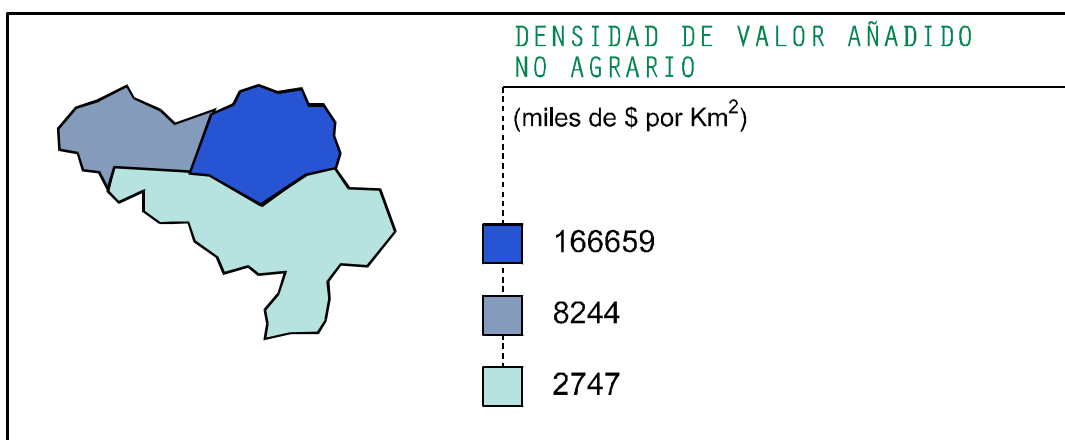 DENSIDAD DE VALOR AÑADIDO
NO AGRARIO
(miles de $ por Km²)
166659
8244
2747